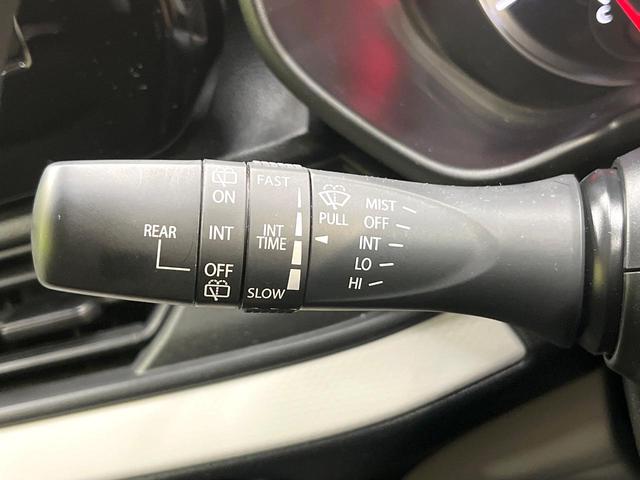 REAR
ON
INT
OFF
FAST
INT
TIME
SLOW
PULL
MIST
OFF
INT
LO
HI